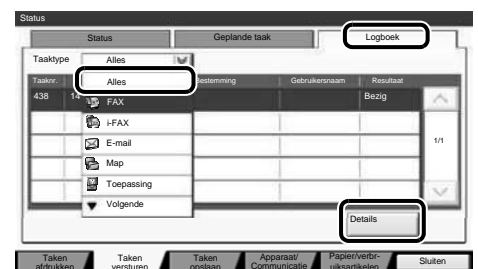 Status
Status Geplande taak Logboek
Taaktype Alles
Taaknr. Bestemming Gebruikersnaam Resultaat
Alles
438 14 Bezig
FAX
i-FAX
E-mail
1/1
Map
Toepassing
Volgende
Details
Taken afdrukken Taken versturen Taken opslaan Apparaat/ Communicatie Papier/verbr- uiksartikelen Sluiten